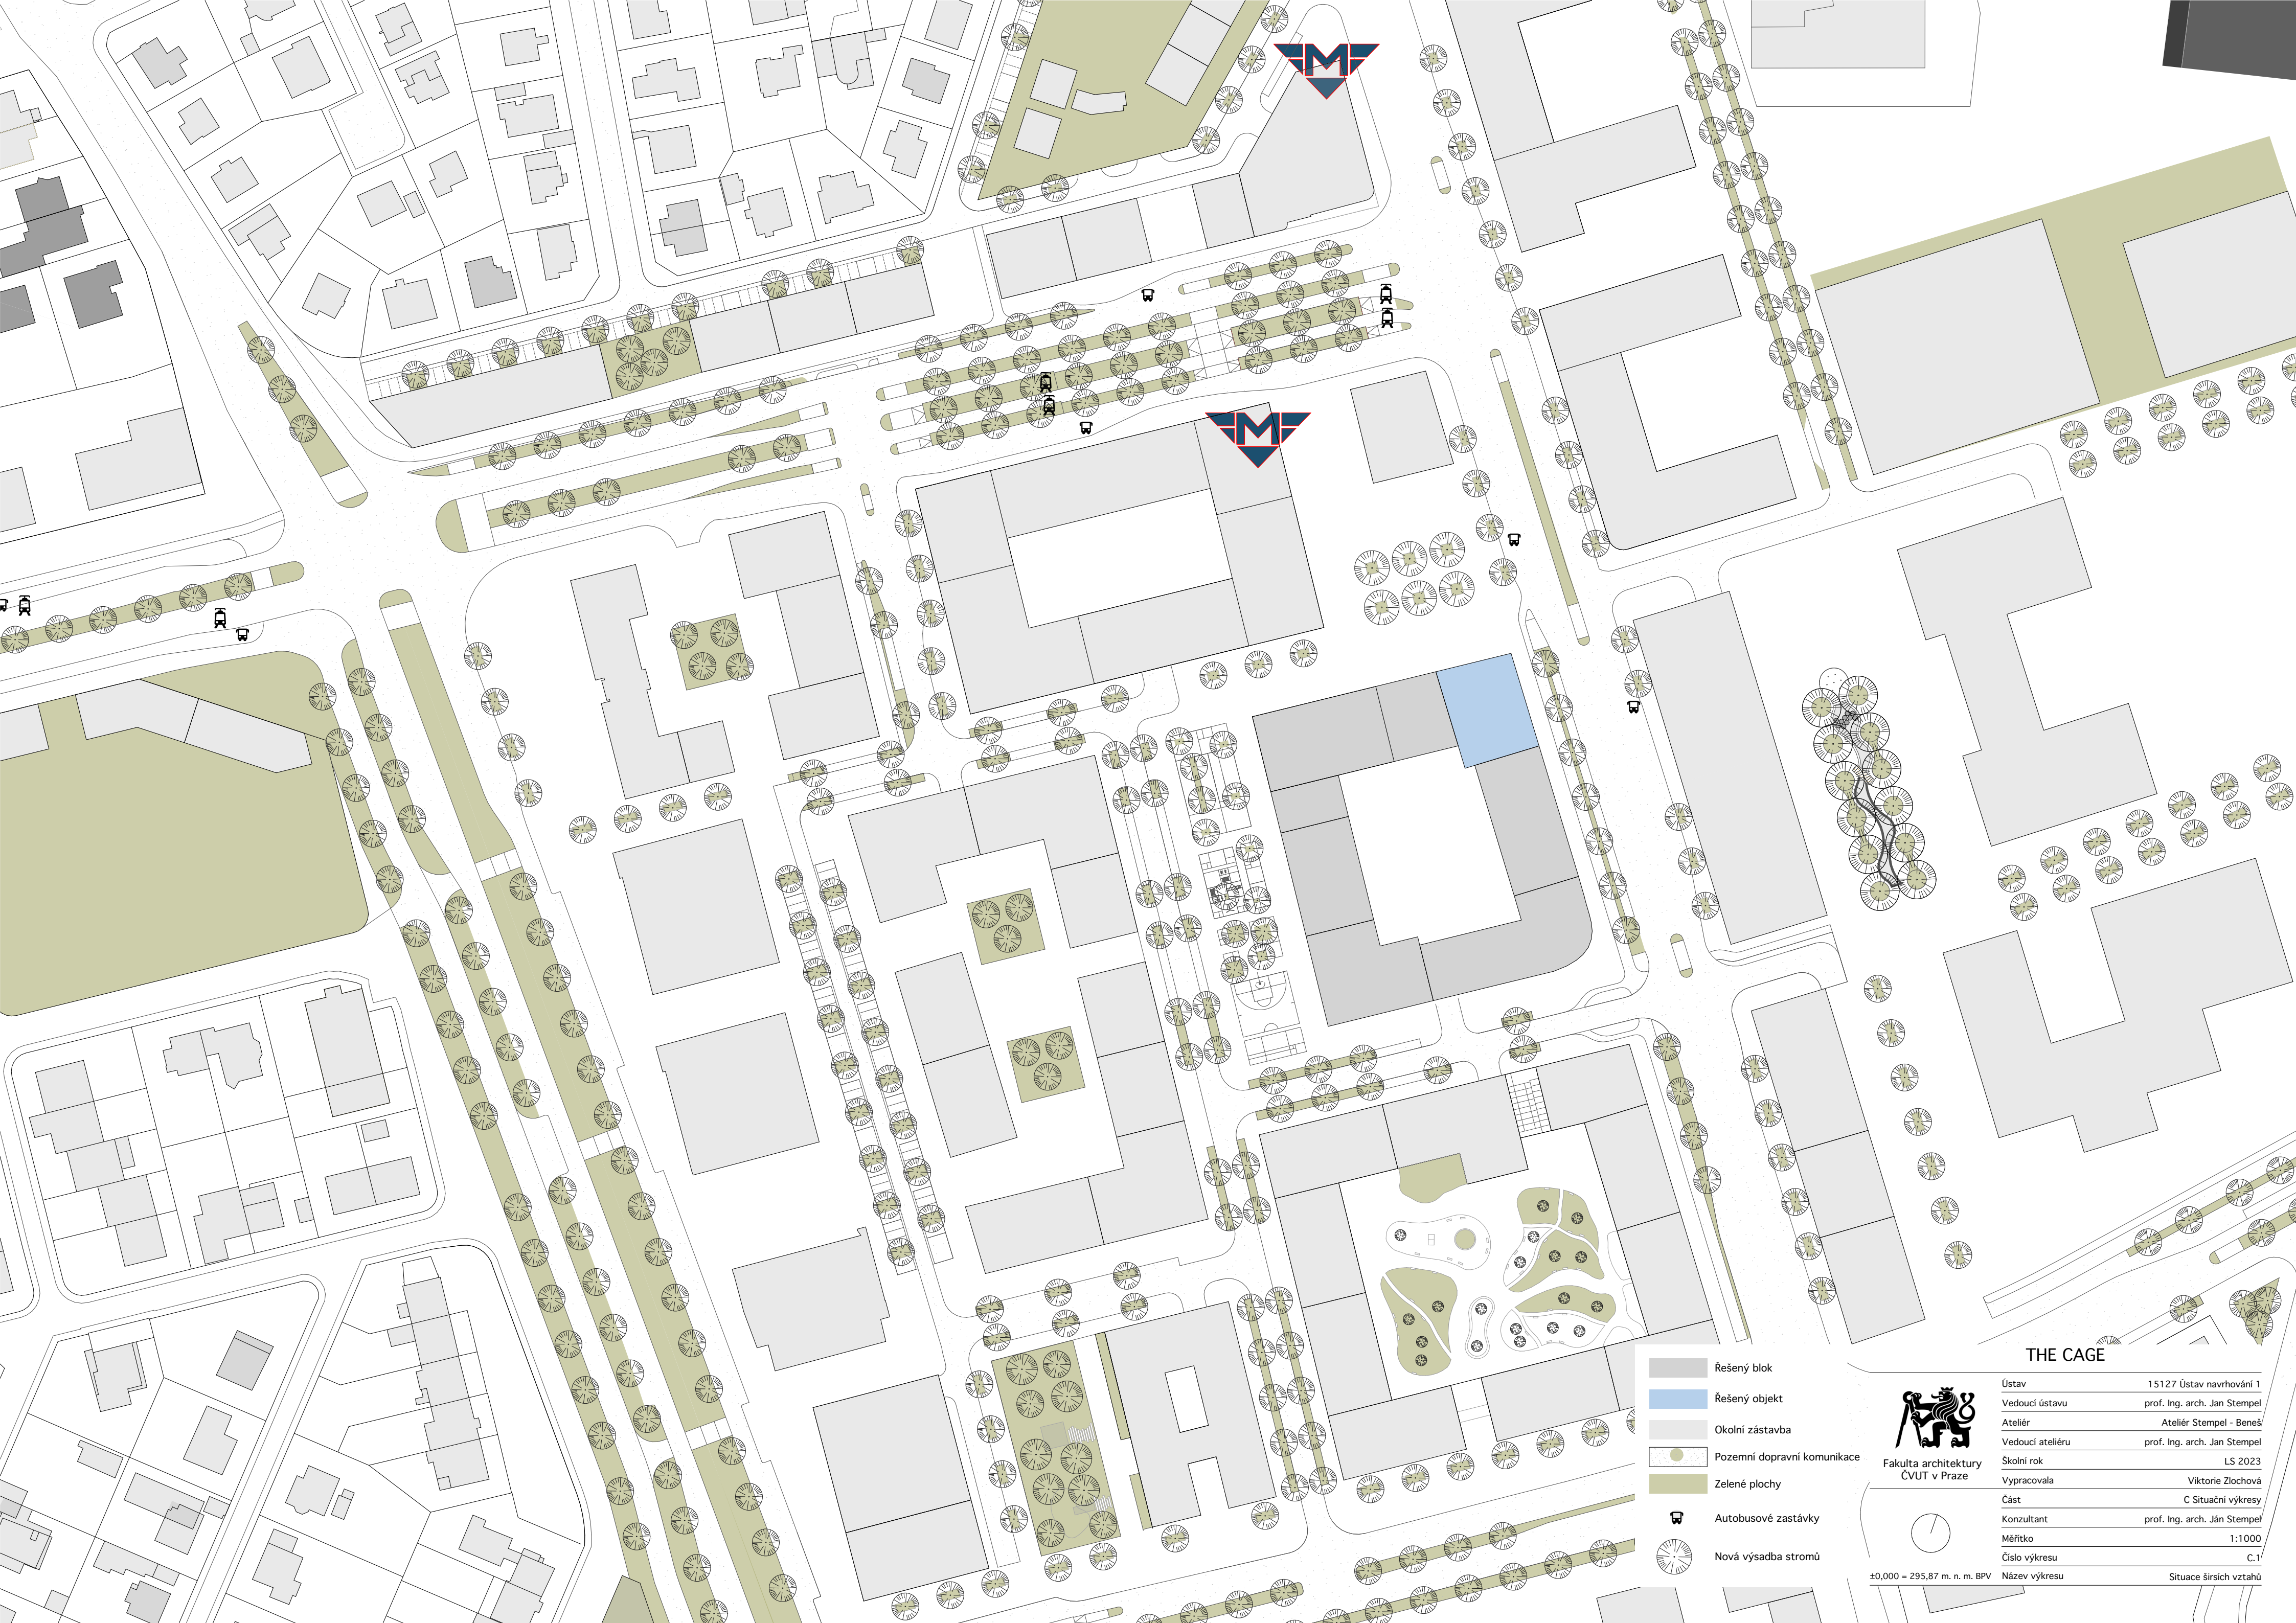 M
M
Řešený blok
Řešený objekt
Okolní zástavba
Pozemní dopravní komunikace
Zelené plochy
Autobusové zastávky
Nová výsadba stromů
THE CAGE
Fakulta architektury
ČVUT v Praze
±0,000 = 295,87 m. n. m. BPV
Ústav 15127 Ústav navrhování 1
Vedoucí ústavu prof. Ing. arch. Jan Stempel
Ateliér Ateliér Stempel - Beneš
Vedoucí ateliéru prof. Ing. arch. Jan Stempel
Školní rok LS 2023
Vypracovala Viktorie Zlochová
Část C Situační výkresy
Konzultant prof. Ing. arch. Ján Stempel
Měřítko 1:1000
Číslo výkresu C.1
Název výkresu Situace širsích vztahů